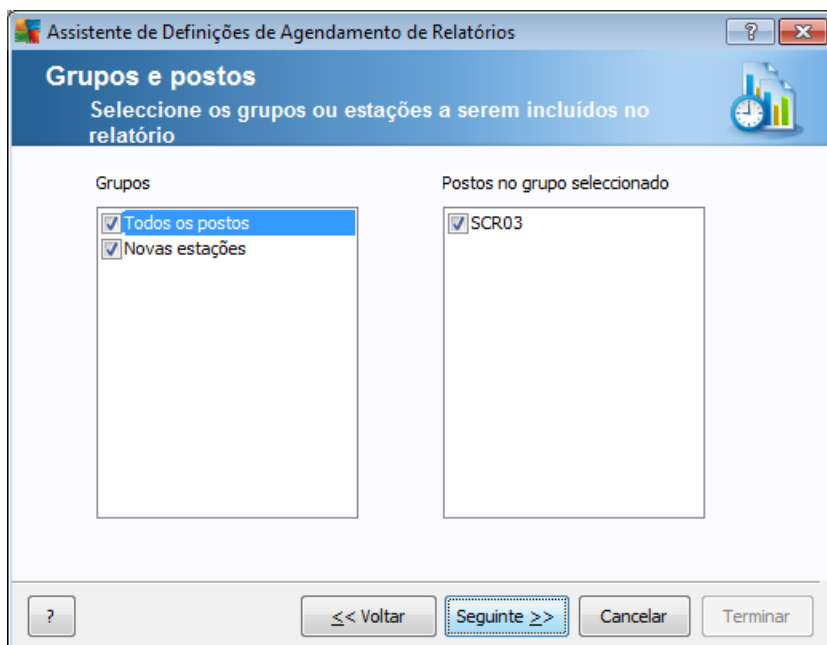 Assistente de Definições de Agendamento de Relatórios
?
Grupos e postos
Seleccione os grupos ou estações a serem incluídos no
relatório
Grupos
Postos no grupo seleccionado
Todos os postos
SCR03
Novas estações
?
<< Voltar
Seguinte >>
Cancelar
Terminar